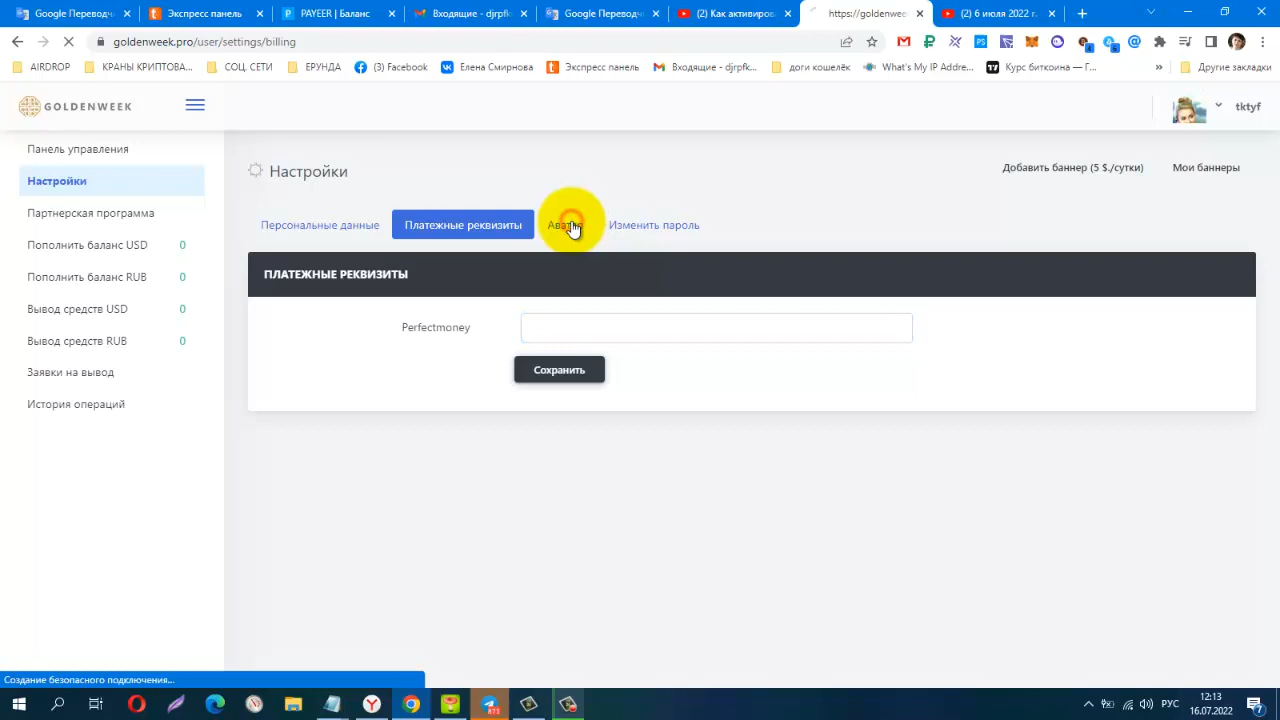 Google Переводч
Экспресс панель
PAYEER | Баланс
Входящие - djrpfk
Google Переводч
(2) Как активиров
https://goldenwee
(2) 6 июля 2022 г.
goldenweek.pro/user/settings/billing
AIRDROP
КРАНЫ КРИПТОВА...
СОЦ. СЕТИ
ЕРУНДА
(3) Facebook
Елена Смирнова
Экспресс панель
Входящие - djrpfk...
доги кошелёк
What's My IP Addre...
Курс биткоина — Г...
»
Другие закладки
GOLDENWEEK
tktyf
Панель управления
Настройки
Партнерская программа
Пополнить баланс USD 0
Пополнить баланс RUB 0
Вывод средств USD 0
Вывод средств RUB 0
Заявки на вывод
История операций
Настройки
Добавить баннер (5 $./сутки)
Мои баннеры
Персональные данные
Платежные реквизиты
Изменить пароль
ПЛАТЕЖНЫЕ РЕКВИЗИТЫ
Perfectmoney
Сохранить
Создание безопасного подключения...
РУС
12:13
16.07.2022